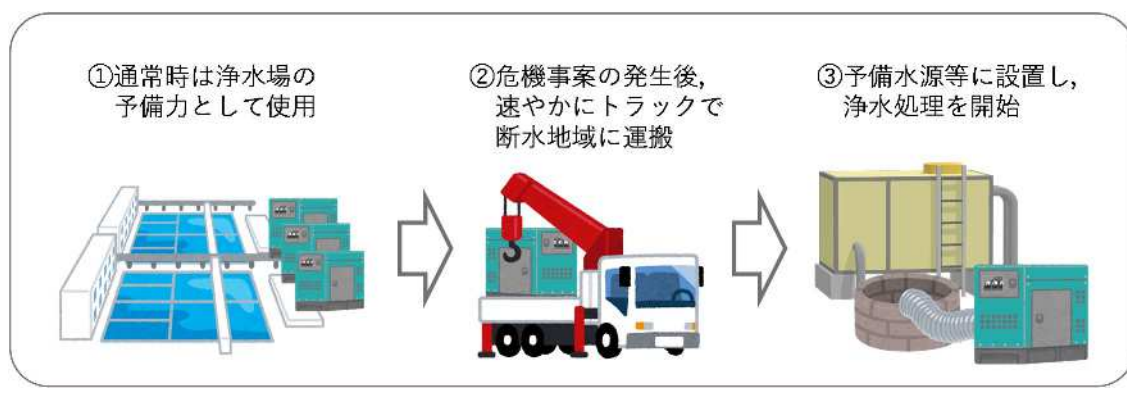 ①通常時は浄水場の
予備力として使用
②危機事案の発生後，
速やかにトラックで
断水地域に運搬
③予備水源等に設置し，
浄水処理を開始